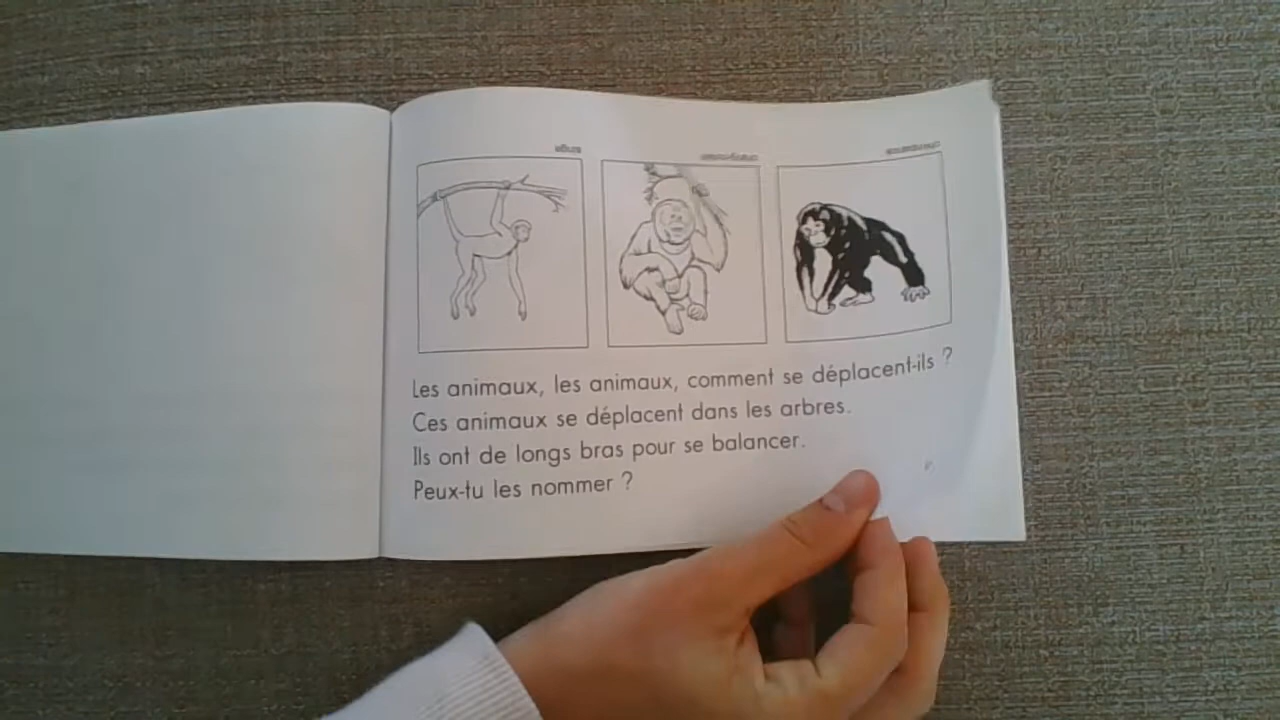 Les animaux, les animaux, comment se déplacent-ils ?
Ces animaux se déplacent dans les arbres.
Ils ont de longs bras pour se balancer.
Peux-tu les nommer ?